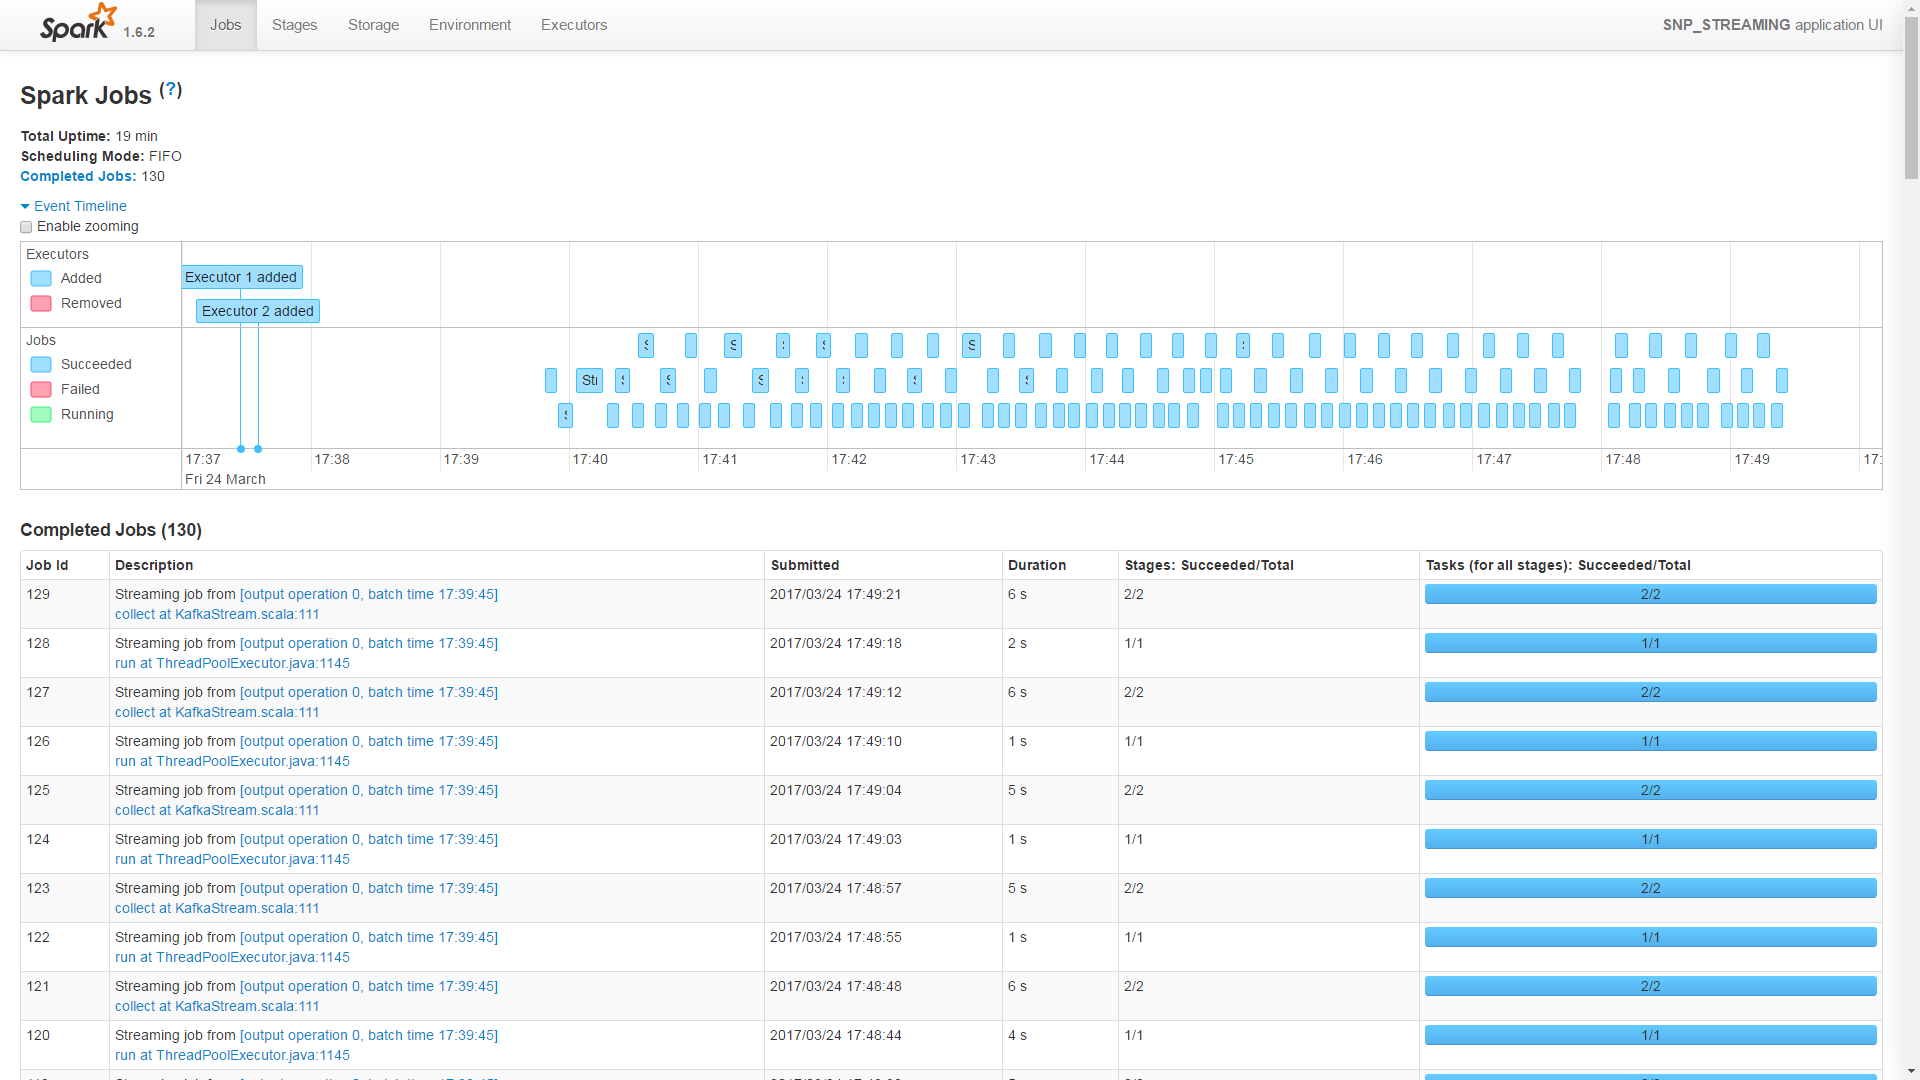 Spark 1.6.2 Jobs Stages Storage Environment Executors SNP_STREAMING application UI
Spark Jobs (?)
Total Uptime: 19 min
Scheduling Mode: FIFO
Completed Jobs: 130
Event Timeline
Enable zooming
Executors
Added
Removed
Executor 1 added
Executor 2 added
Jobs
Succeeded
Failed
Running
17:37 17:38 17:39 17:40 17:41 17:42 17:43 17:44 17:45 17:46 17:47 17:48 17:49 17:
Fri 24 March
Completed Jobs (130)
Job Id Description Submitted Duration Stages: Succeeded/Total Tasks (for all stages): Succeeded/Total
129 Streaming job from [output operation 0, batch time 17:39:45] 2017/03/24 17:49:21 6 s 2/2 2/2
collect at KafkaStream.scala:111
128 Streaming job from [output operation 0, batch time 17:39:45] 2017/03/24 17:49:18 2 s 1/1 1/1
run at ThreadPoolExecutor.java:1145
127 Streaming job from [output operation 0, batch time 17:39:45] 2017/03/24 17:49:12 6 s 2/2 2/2
collect at KafkaStream.scala:111
126 Streaming job from [output operation 0, batch time 17:39:45] 2017/03/24 17:49:10 1 s 1/1 1/1
run at ThreadPoolExecutor.java:1145
125 Streaming job from [output operation 0, batch time 17:39:45] 2017/03/24 17:49:04 5 s 2/2 2/2
collect at KafkaStream.scala:111
124 Streaming job from [output operation 0, batch time 17:39:45] 2017/03/24 17:49:03 1 s 1/1 1/1
run at ThreadPoolExecutor.java:1145
123 Streaming job from [output operation 0, batch time 17:39:45] 2017/03/24 17:48:57 5 s 2/2 2/2
collect at KafkaStream.scala:111
122 Streaming job from [output operation 0, batch time 17:39:45] 2017/03/24 17:48:55 1 s 1/1 1/1
run at ThreadPoolExecutor.java:1145
121 Streaming job from [output operation 0, batch time 17:39:45] 2017/03/24 17:48:48 6 s 2/2 2/2
collect at KafkaStream.scala:111
120 Streaming job from [output operation 0, batch time 17:39:45] 2017/03/24 17:48:44 4 s 1/1 1/1
run at ThreadPoolExecutor.java:1145